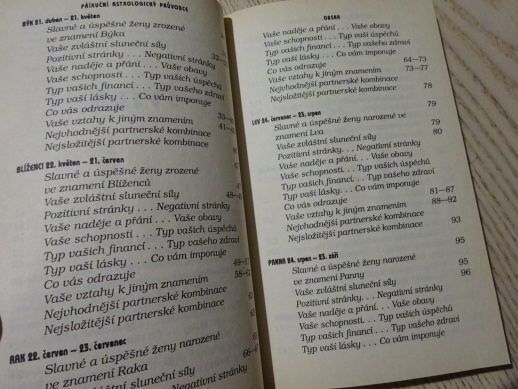 PŘÍRUČNÍ ASTROLOGICKÝ PRŮVODCE
BÝK 21. duben – 21. květen
Slavné a úspěšné ženy zrozené
ve znamení Býka
Vaše zvláštní sluneční síly
Pozitivní stránky. . . Negativní stránky
Vaše naděje a přání. . . Vaše obavy
Vaše schopnosti. . . Typ vašich úspěchů
Typ vašich financí. . . Typ vašeho zdraví
Typ vaší lásky. . . Co vám imponuje
Co vás odrazuje
Vaše vztahy k jiným znamením
Nejvhodnější partnerské kombinace
Nejsložitější partnerské kombinace
BLÍŽENCI 22. květen – 21. červen
Slavné a úspěšné ženy zrozené
ve znamení Blíženců
Vaše zvláštní sluneční síly
Pozitivní stránky. . . Negativní stránky
Vaše naděje a přání. . . Vaše obavy
Vaše schopnosti. . . Typ vašich úspěchů
Typ vašich financí. . . Typ vašeho zdraví
Typ vaší lásky. . . Co vám imponuje
Co vás odrazuje
Vaše vztahy k jiným znamením
Nejvhodnější partnerské kombinace
Nejsložitější partnerské kombinace
RAK 22. červen – 23. červenec
Slavné a úspěšné ženy narozené
ve znamení Raka
Vaše zvláštní sluneční síly
OBSAH
Vaše naděje a přání. . . Vaše obavy
Vaše schopnosti. . . Typ vašich úspěchů
Typ vašich financí. . . Typ vašeho zdraví
Typ vaší lásky. . . Co vám imponuje
Co vás odrazuje 64—73
Vaše vztahy k jiným znamením 73—77
Nejvhodnější partnerské kombinace
Nejsložitější partnerské kombinace 78
LEV 24. červenec – 23. srpen
Slavné a úspěšné ženy narozené 79
ve znamení Lva 79
Vaše zvláštní sluneční síly 80
Pozitivní stránky. . . Negativní stránky
Vaše naděje a přání. . . Vaše obavy
Vaše schopnosti. . . Typ vašich úspěchů
Typ vašich financí. . . Typ vašeho zdraví
Typ vaší lásky. . . Co vám imponuje
Co vás odrazuje 81—87
Vaše vztahy k jiným znamením 88—92
Nejvhodnější partnerské kombinace
Nejsložitější partnerské kombinace 93
PANNA 24. srpen – 23. září
Slavné a úspěšné ženy narozené 95
ve znamení Panny 95
Vaše zvláštní sluneční síly 96
Pozitivní stránky. . . Negativní stránky
Vaše naděje a přání. . . Vaše obavy
Vaše schopnosti. . . Typ vašich úspěchů
Typ vašich financí. . . Typ vašeho zdraví
Typ vaší lásky. . . Co vám imponuje